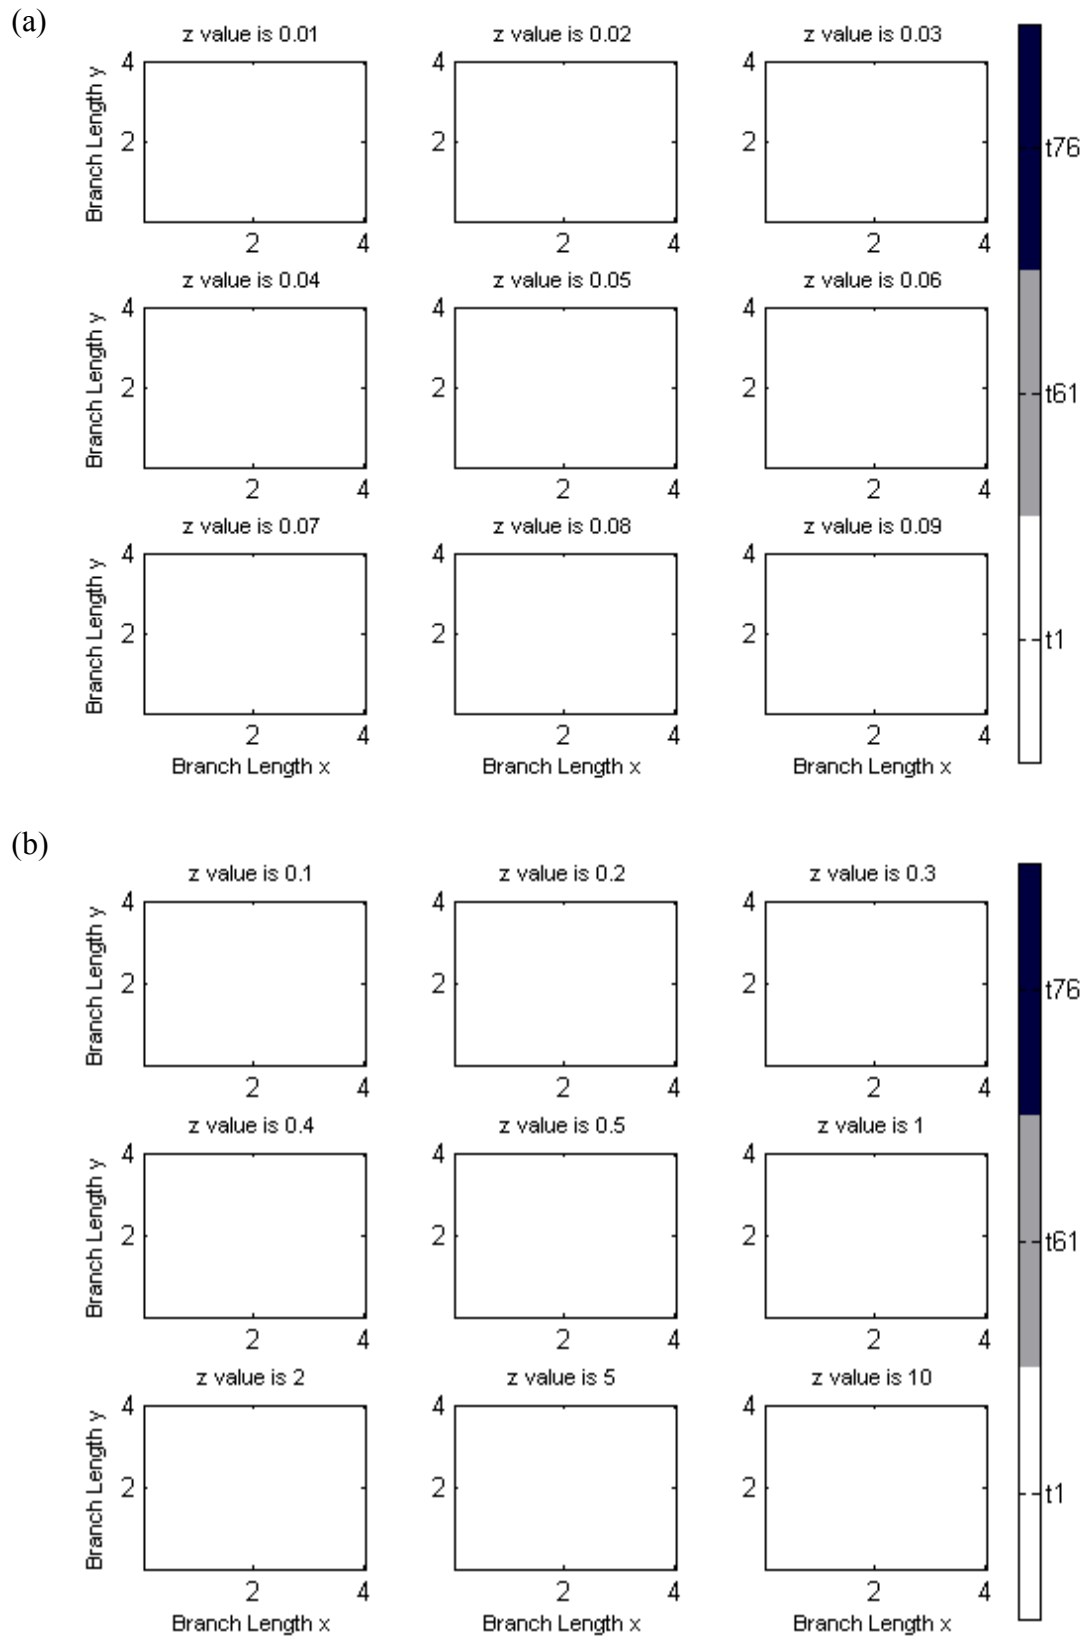 (a)
z value is 0.01 z value is 0.02 z value is 0.03
Branch Length y 4 2 2 4 4 2 2 4 4 2 2 4
t76
z value is 0.04 z value is 0.05 z value is 0.06
Branch Length y 4 2 2 4 4 2 2 4 4 2 2 4
t61
z value is 0.07 z value is 0.08 z value is 0.09
Branch Length y 4 2 2 4 4 2 2 4 4 2 2 4
t1
Branch Length x Branch Length x Branch Length x
(b)
z value is 0.1 z value is 0.2 z value is 0.3
Branch Length y 4 2 2 4 4 2 2 4 4 2 2 4
t76
z value is 0.4 z value is 0.5 z value is 1
Branch Length y 4 2 2 4 4 2 2 4 4 2 2 4
t61
z value is 2 z value is 5 z value is 10
Branch Length y 4 2 2 4 4 2 2 4 4 2 2 4
t1
Branch Length x Branch Length x Branch Length x